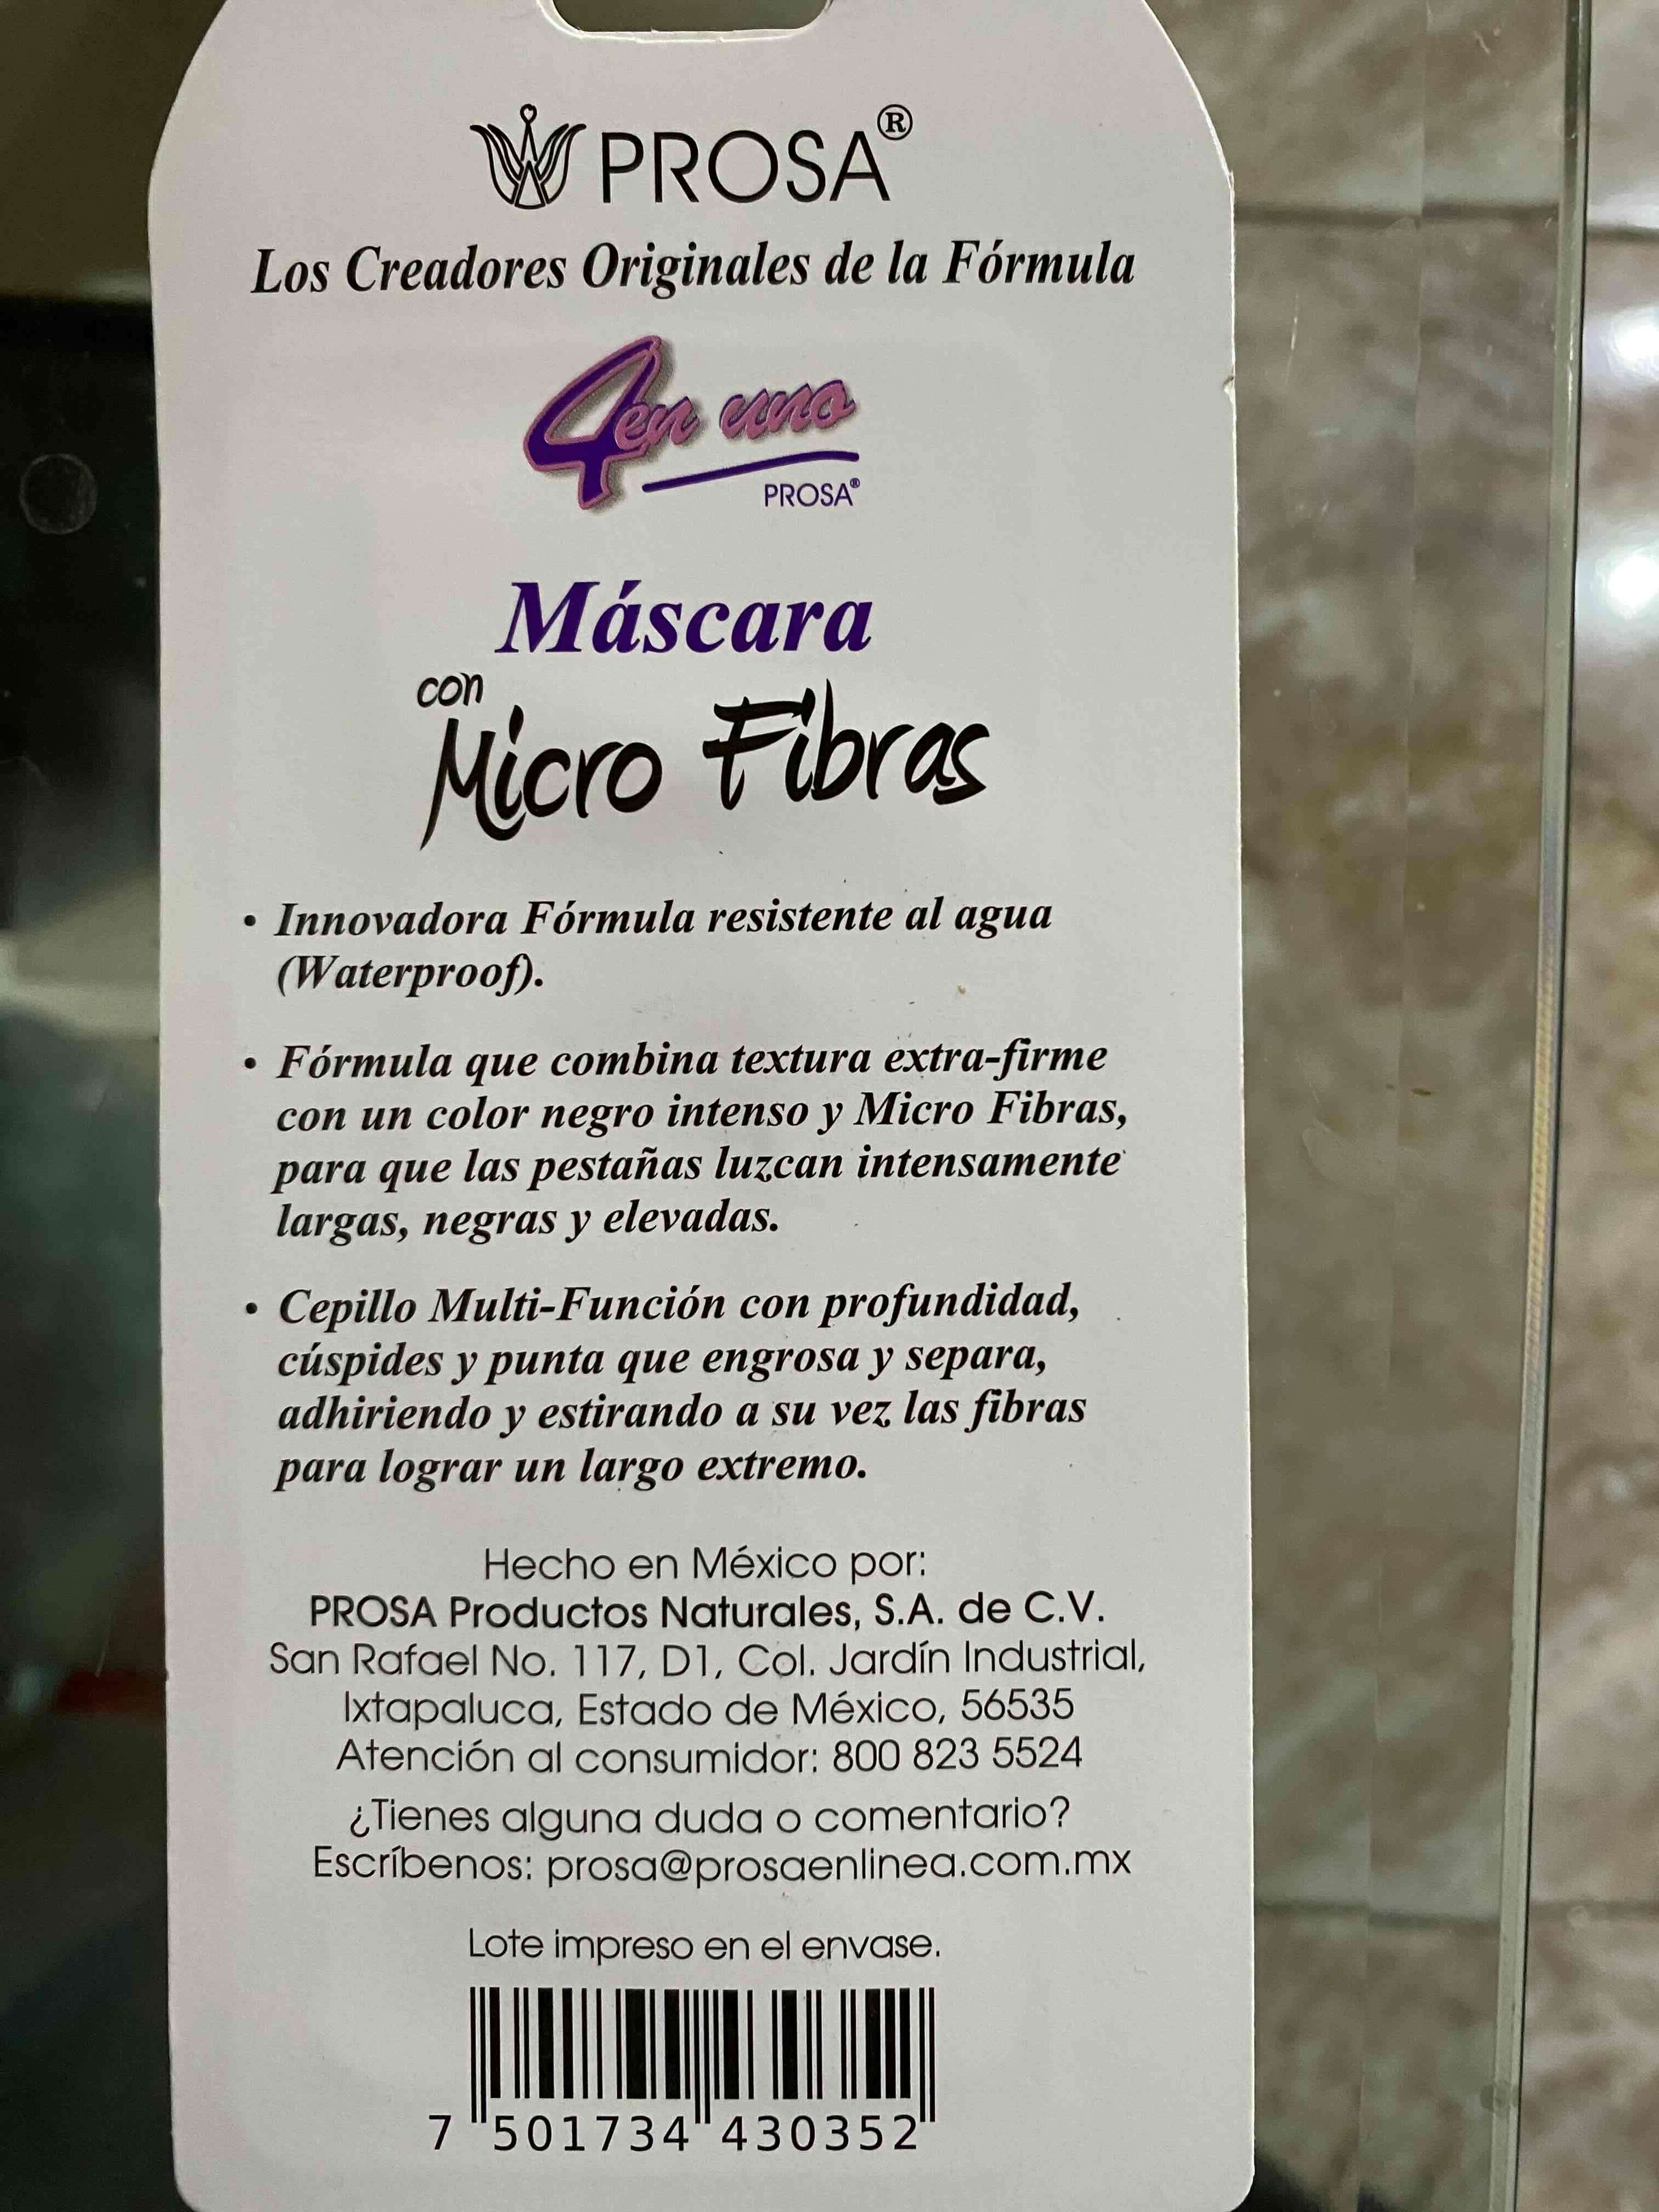 PROSA®
Los Creadores Originales de la Fórmula
4en uno
PROSA®
Máscara
con
Micro Fibras
• Innovadora Fórmula resistente al agua
(Waterproof).
• Fórmula que combina textura extra-firme
con un color negro intenso y Micro Fibras,
para que las pestañas luzcan intensamente
largas, negras y elevadas.
• Cepillo Multi-Función con profundidad,
cúspides y punta que engrosa y separa,
adhiriendo y estirando a su vez las fibras
para lograr un largo extremo.
Hecho en México por:
PROSA Productos Naturales, S.A. de C.V.
San Rafael No. 117, D1, Col. Jardín Industrial,
Ixtapaluca, Estado de México, 56535
Atención al consumidor: 800 823 5524
¿Tienes alguna duda o comentario?
Escríbenos: prosa@prosaenlinea.com.mx
Lote impreso en el envase.
7 501734 430352